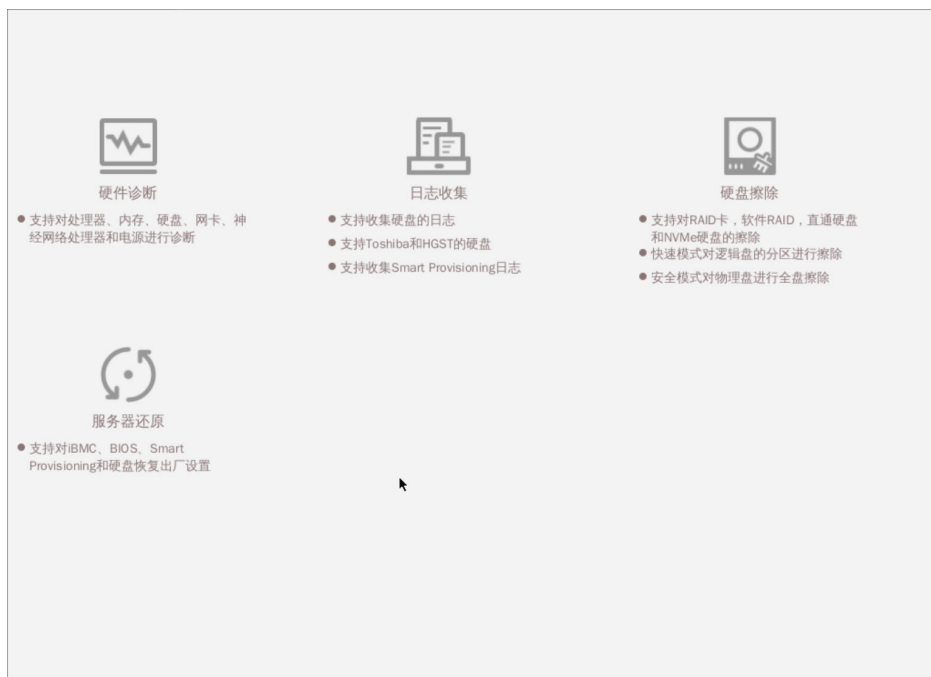 硬件诊断
支持对处理器、内存、硬盘、网卡、神
经网络处理器和电源进行诊断
日志收集
支持收集硬盘的日志
支持Toshiba和HGST的硬盘
支持收集Smart Provisioning日志
硬盘擦除
支持对RAID卡，软件RAID，直通硬盘
和NVMe硬盘的擦除
快速模式对逻辑盘的分区进行擦除
安全模式对物理盘进行全盘擦除
服务器还原
支持对iBMC、BIOS、Smart
Provisioning和硬盘恢复出厂设置